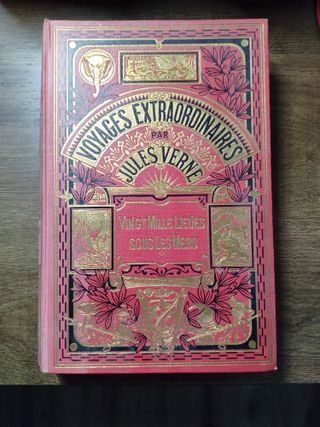 VOYAGES EXTRAORDINAIRES
PAR
JULES VERNE
VINGT MILLE LIEUES
SOUS LES MERS